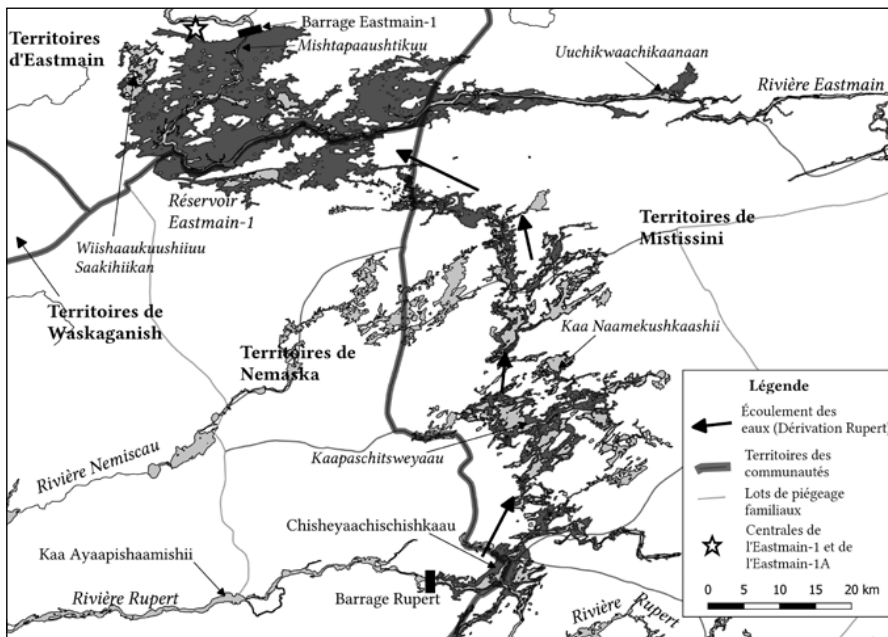 Territoires
d'Eastmain
Barrage Eastmain-1
Mishtapaaushtikuu
Uuchikwaachikaanaan
Rivière Eastmain
Réservoir
Eastmain-1
Wiishaaukuushiiuu
Saakihiikan
Territoires de
Mistissini
Territoires de
Waskaganish
Territoires de
Nemaska
Kaa Naamekushkaashii
Rivière Nemiscau
Kaapaschitsweyaau
Chisheyaachischishkaau
Kaa Ayaapishaamishii
Rivière Rupert
Barrage Rupert
Rivière Rupert
Légende
Écoulement des
eaux (Dérivation Rupert)
Territoires des
communautés
Lots de piégeage
familiaux
Centrales de
l'Eastmain-1 et de
l'Eastmain-1A
0 5 10 15 20 km